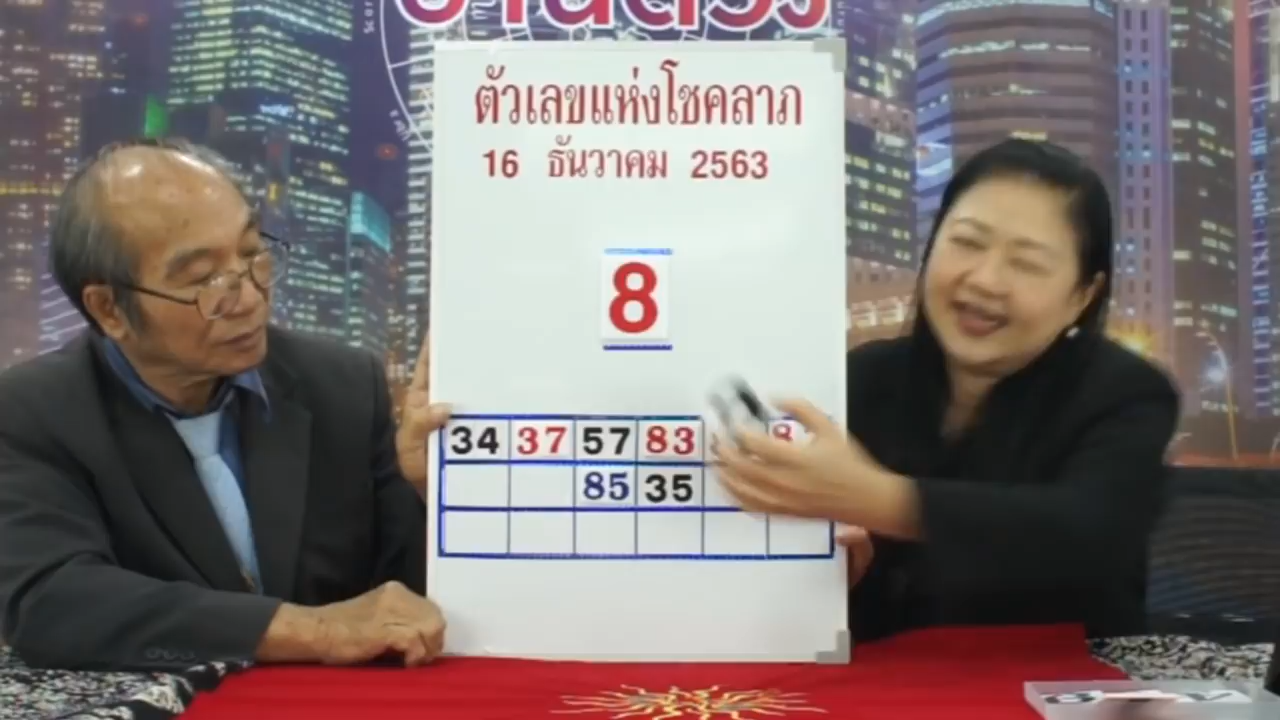 ตัวเลขแห่งโชคลาภ
16 ธันวาคม 2563
8
34 37 57 83 8
85 35